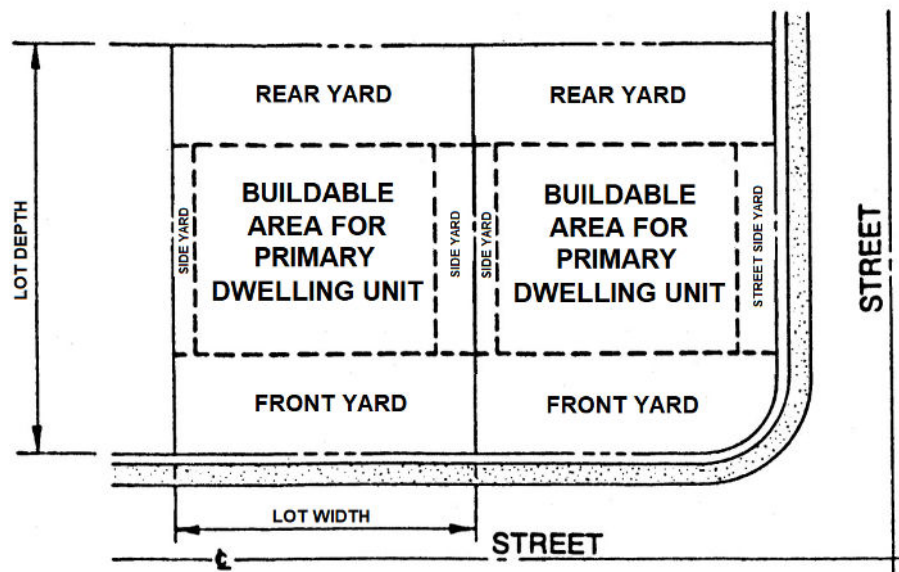 REAR YARD
REAR YARD
LOT DEPTH
SIDE YARD
BUILDABLE
AREA FOR
PRIMARY
DWELLING UNIT
SIDE YARD
SIDE YARD
BUILDABLE
AREA FOR
PRIMARY
DWELLING UNIT
STREET SIDE YARD
STREET
FRONT YARD
FRONT YARD
LOT WIDTH
℄
STREET